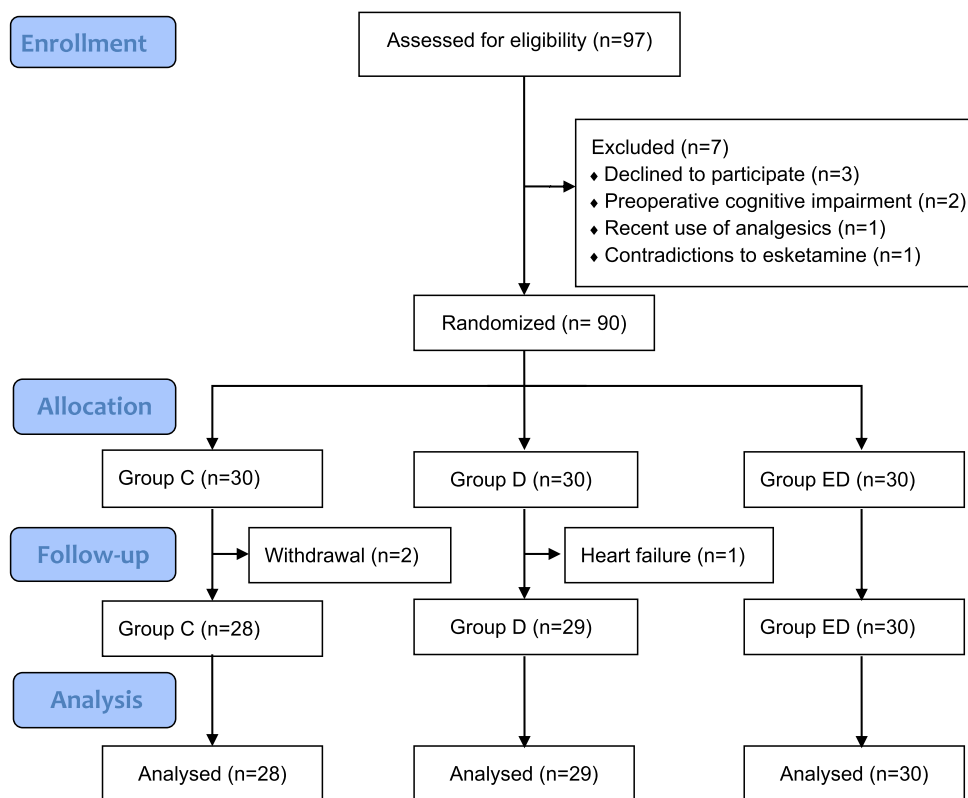 Enrollment
Assessed for eligibility (n=97)
Excluded (n=7)
♦ Declined to participate (n=3)
♦ Preoperative cognitive impairment (n=2)
♦ Recent use of analgesics (n=1)
♦ Contradictions to esketamine (n=1)
Randomized (n= 90)
Allocation
Group C (n=30)
Group D (n=30)
Group ED (n=30)
Follow-up
Withdrawal (n=2)
Heart failure (n=1)
Group C (n=28)
Group D (n=29)
Group ED (n=30)
Analysis
Analysed (n=28)
Analysed (n=29)
Analysed (n=30)